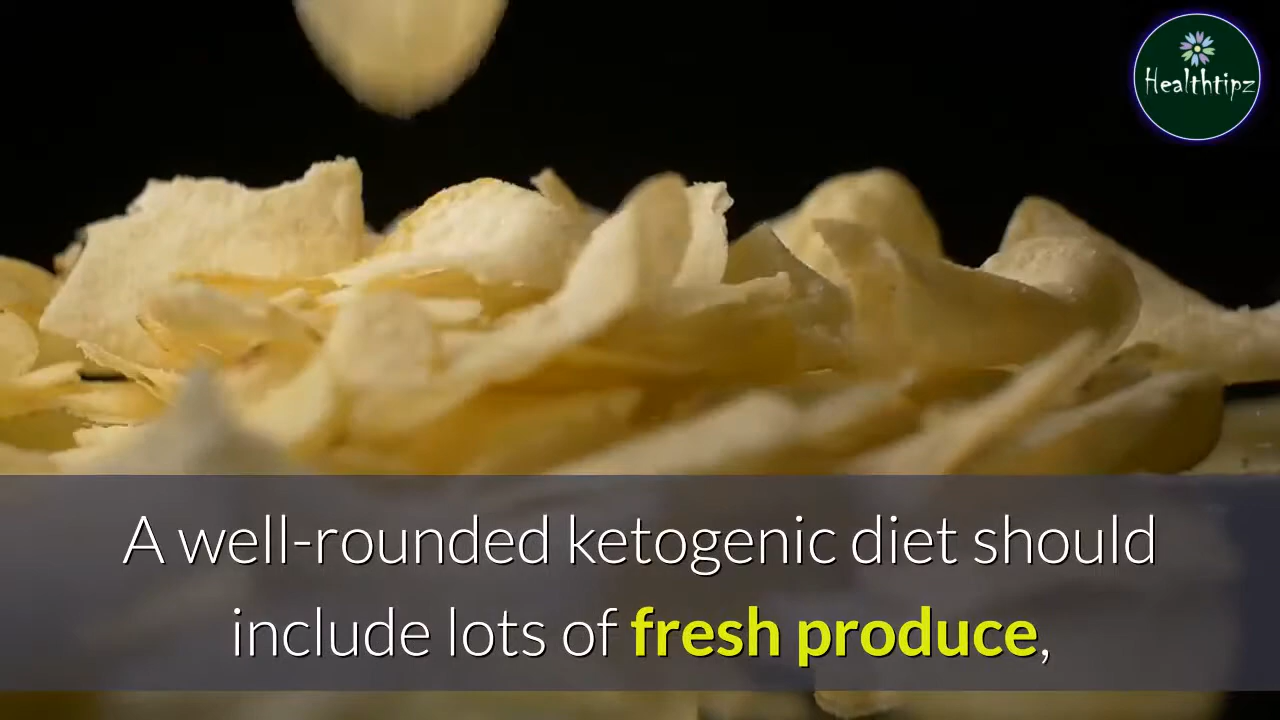 Healthtipz
A well-rounded ketogenic diet should
include lots of fresh produce,